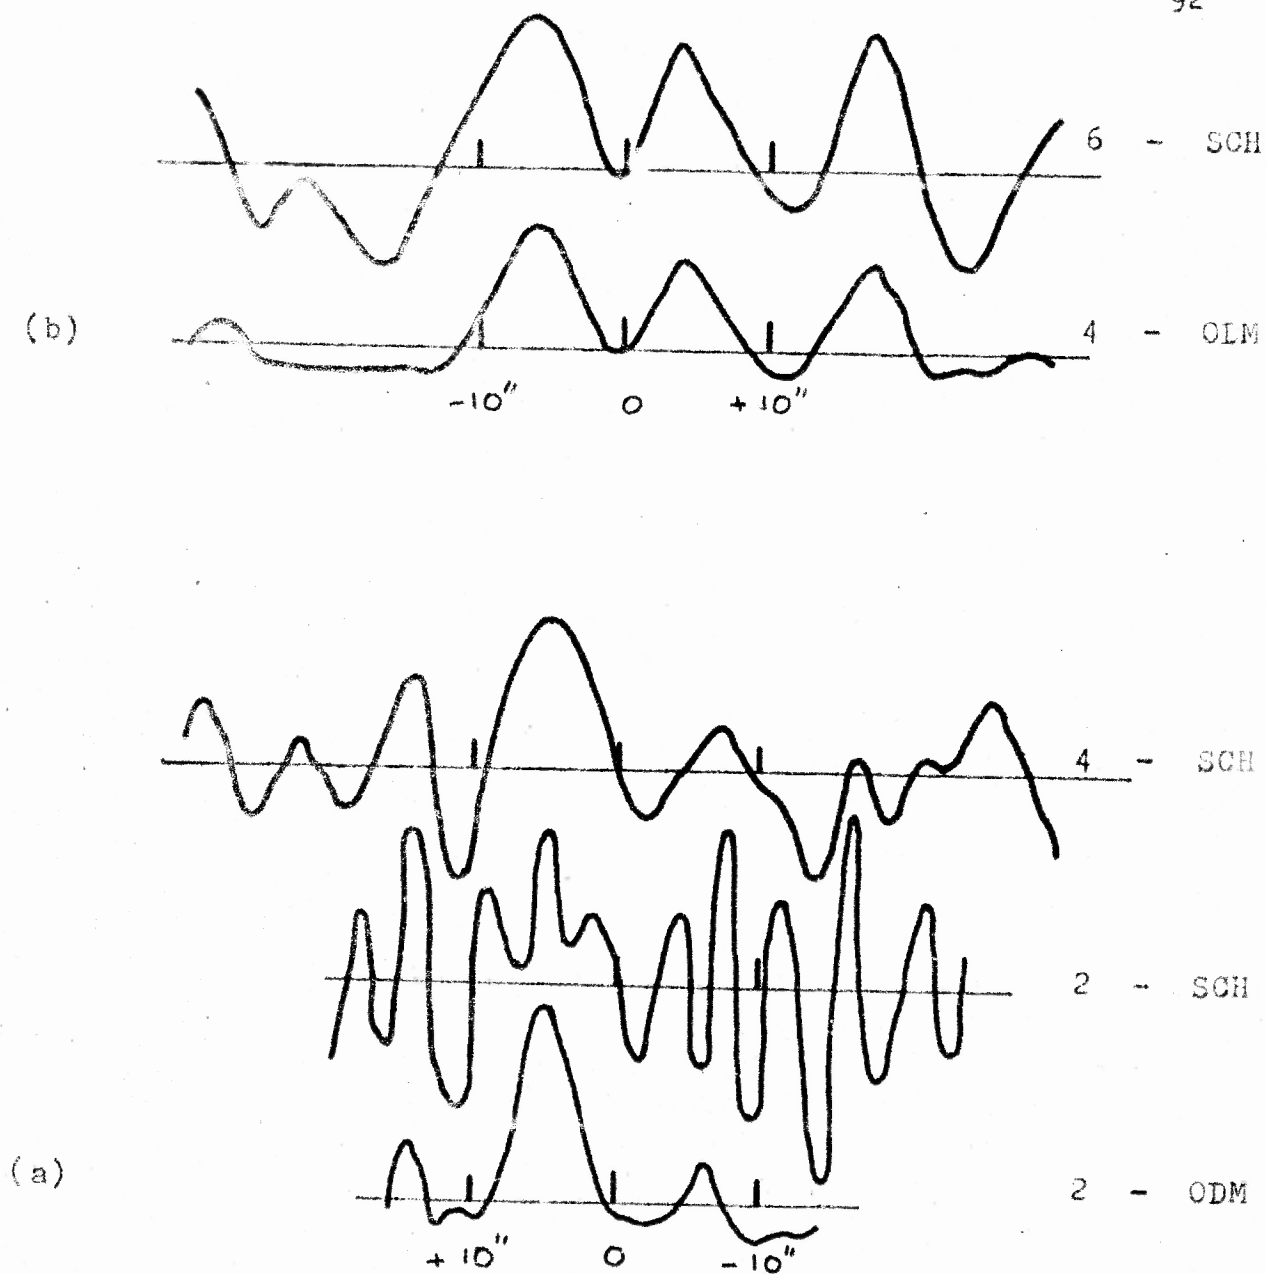 92
6 - SCH
(b)
4 - OLM
-10" 0 +10"
4 - SCH
2 - SCH
(a)
2 - ODM
+10" 0 -10"